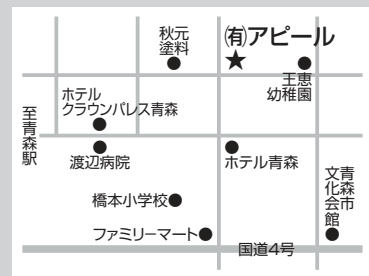 秋元
塗料
㈲アピール
王恵
幼稚園
ホテル
クラウンパレス青森
至青森駅
渡辺病院
ホテル青森
橋本小学校
青森市
文化会館
ファミリーマート
国道4号